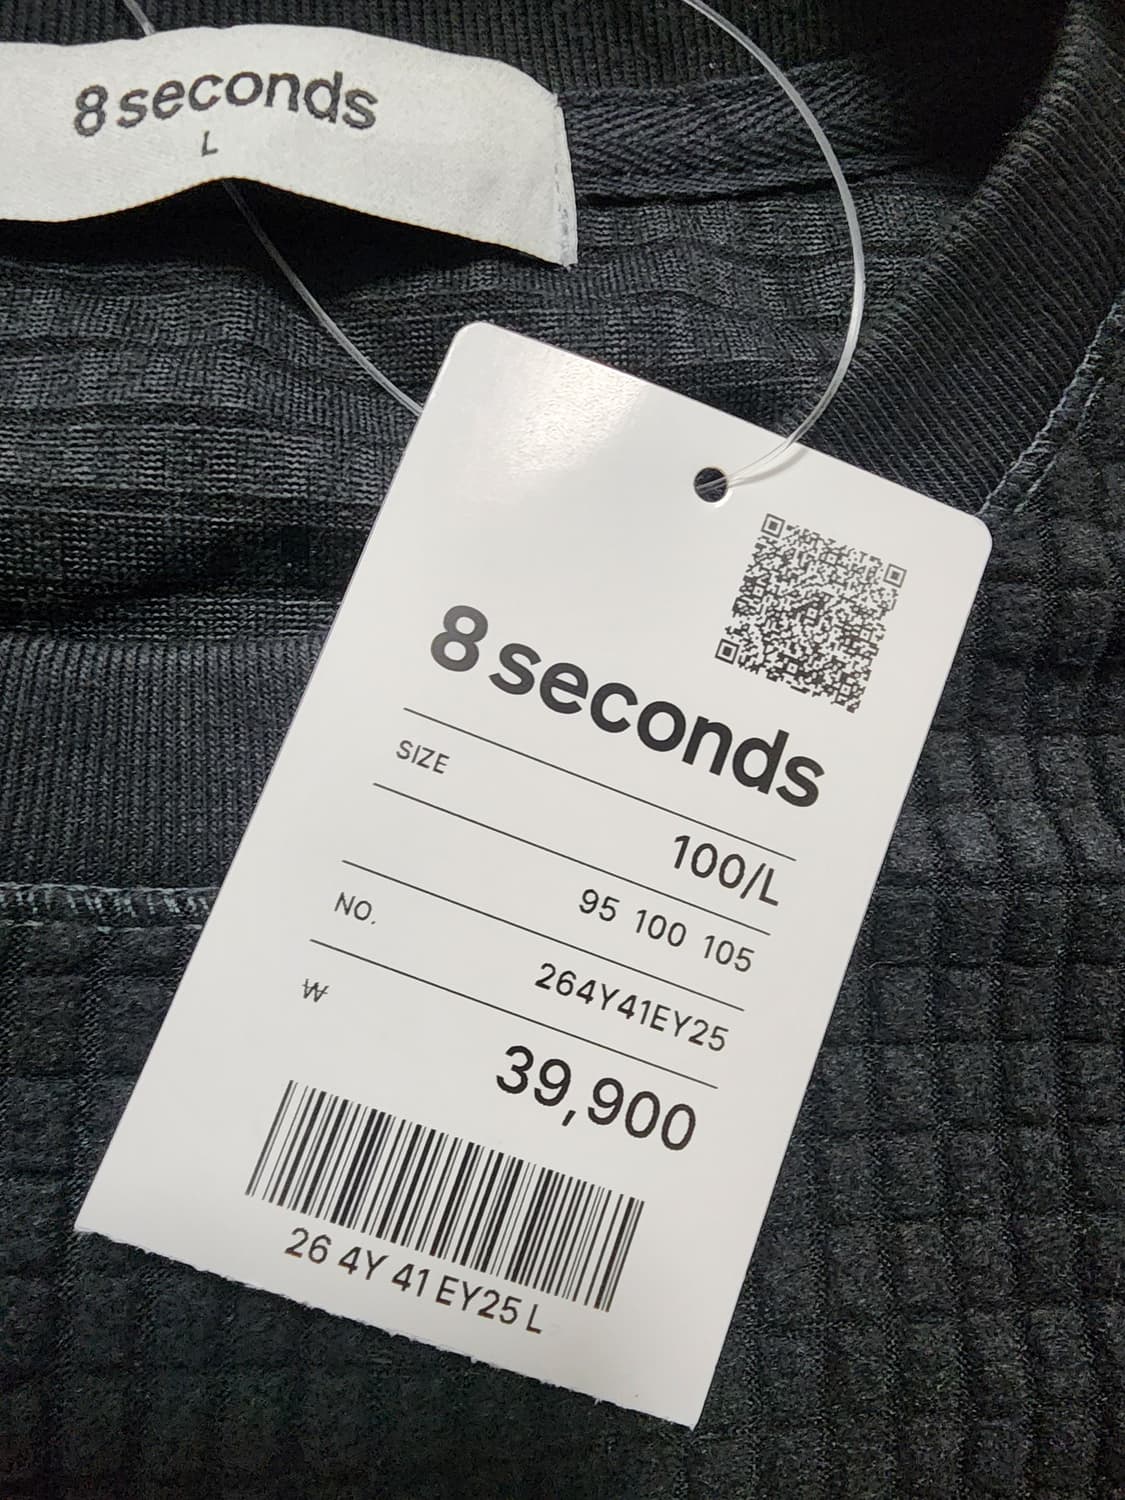 8 seconds
L
8 seconds
SIZE
100/L
95 100 105
NO.
264Y41EY25
₩
39,900
26 4Y 41 EY25 L